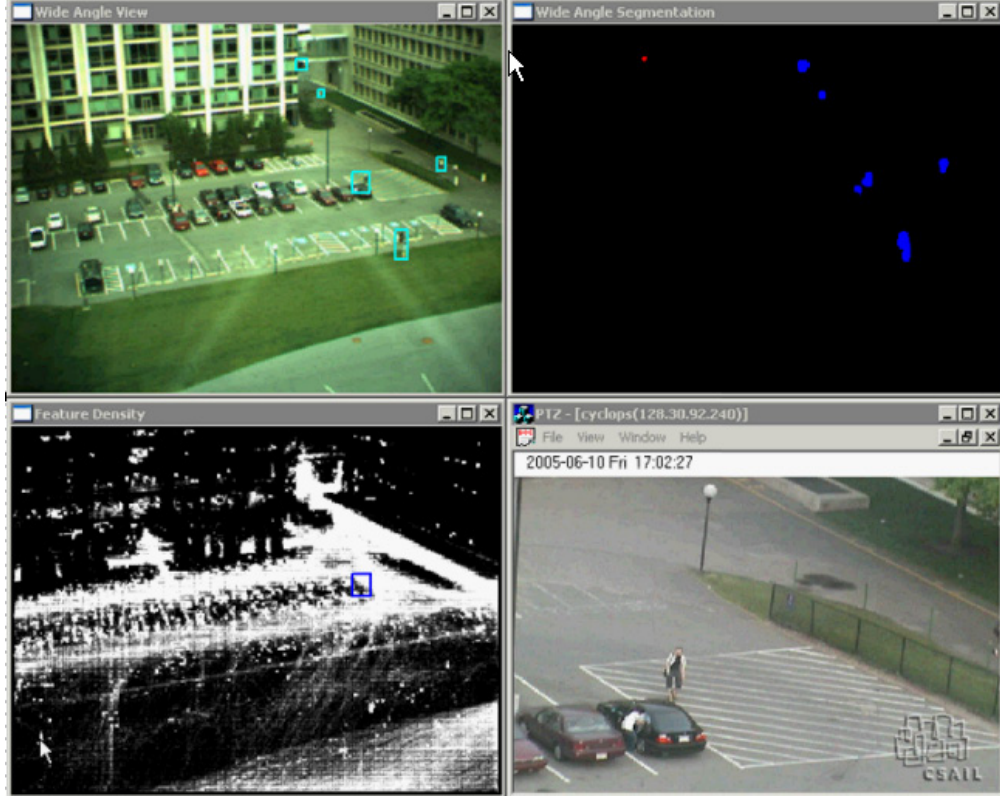 Wide Angle View
Wide Angle Segmentation
Feature Density
PTZ - [cyclops(128.30.92.240)]
File View Window Help
2005-06-10 Fri 17:02:27
CSAIL